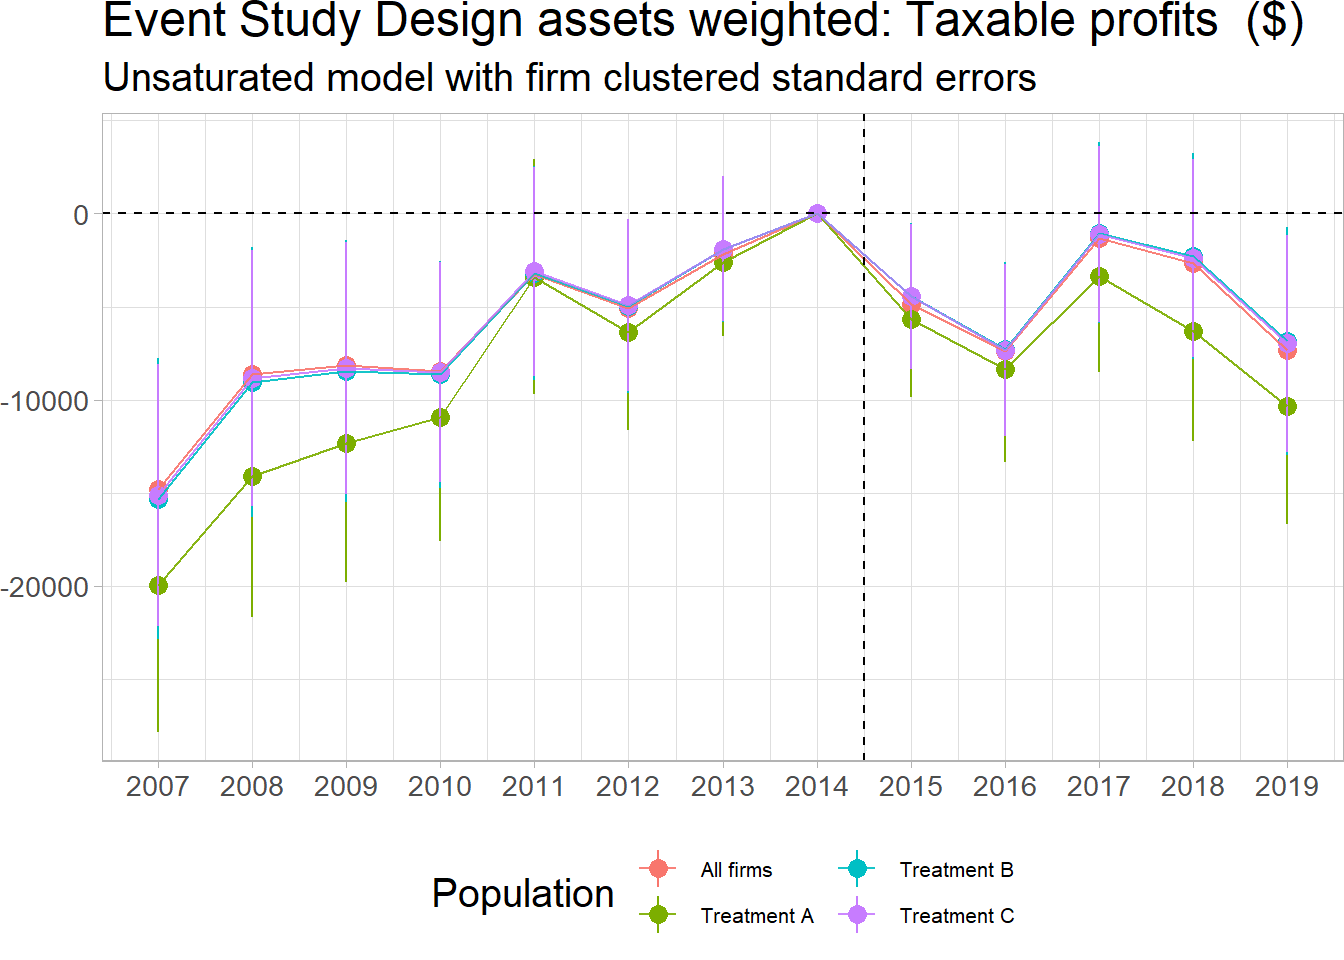 Event Study Design assets weighted: Taxable profits  ($)
Unsaturated model with firm clustered standard errors
0
-10000
-20000
2007 2008 2009 2010 2011 2012 2013 2014 2015 2016 2017 2018 2019
Population
All firms
Treatment A
Treatment B
Treatment C